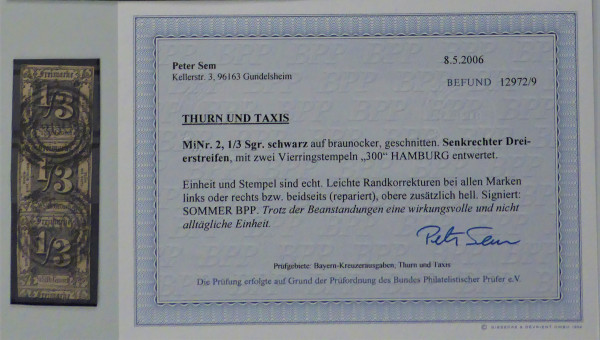 Peter Sem
8.5.2006
Kellerstr. 3, 96163 Gundelsheim
BEFUND 12972/9
THURN UND TAXIS
MiNr. 2, 1/3 Sgr. schwarz auf braunocker, geschnitten. Senkrechter Drei-
erstreifen, mit zwei Vierringstempeln „300“ HAMBURG entwertet.
Einheit und Stempel sind echt. Leichte Randkorrekturen bei allen Marken
links oder rechts bzw. beidseits (repariert), obere zusätzlich hell. Signiert:
SOMMER BPP. Trotz der Beanstandungen eine wirkungsvolle und nicht
alltägliche Einheit.
Peter Sem
Prüfgebiete: Bayern-Kreuzerausgaben, Thurn und Taxis
Die Prüfung erfolgte auf Grund der Prüfordnung des Bundes Philatelistischer Prüfer e.V.
Freimarke
1/3
1/3
1/3